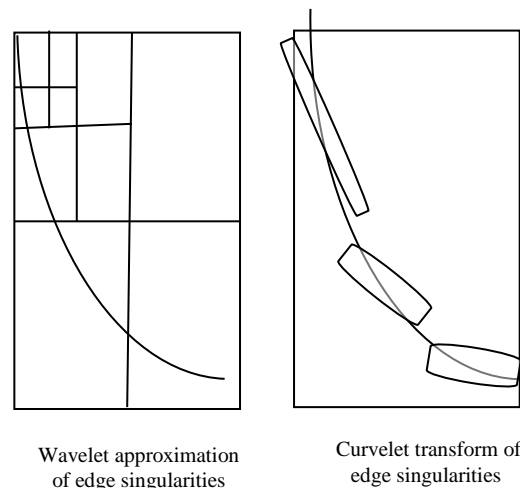 Wavelet approximation
of edge singularities
Curvelet transform of
edge singularities